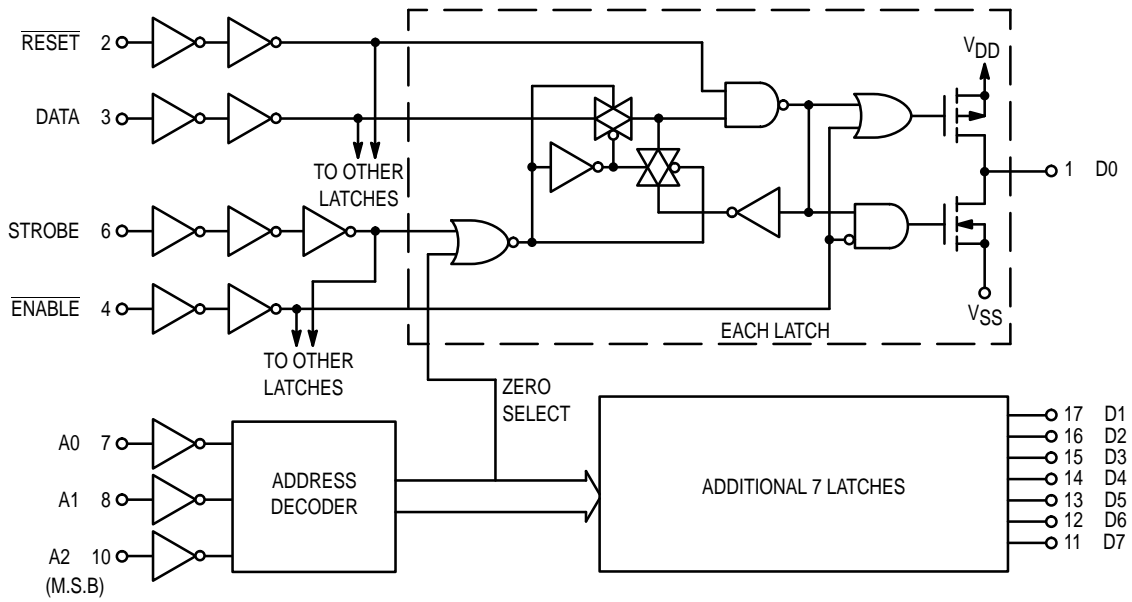 RESET 2
DATA 3
TO OTHER
LATCHES
STROBE 6
ENABLE 4
TO OTHER
LATCHES
VDD
1 D0
VSS
EACH LATCH
ZERO
SELECT
A0 7
A1 8
A2 10
(M.S.B)
ADDRESS
DECODER
ADDITIONAL 7 LATCHES
17 D1
16 D2
15 D3
14 D4
13 D5
12 D6
11 D7